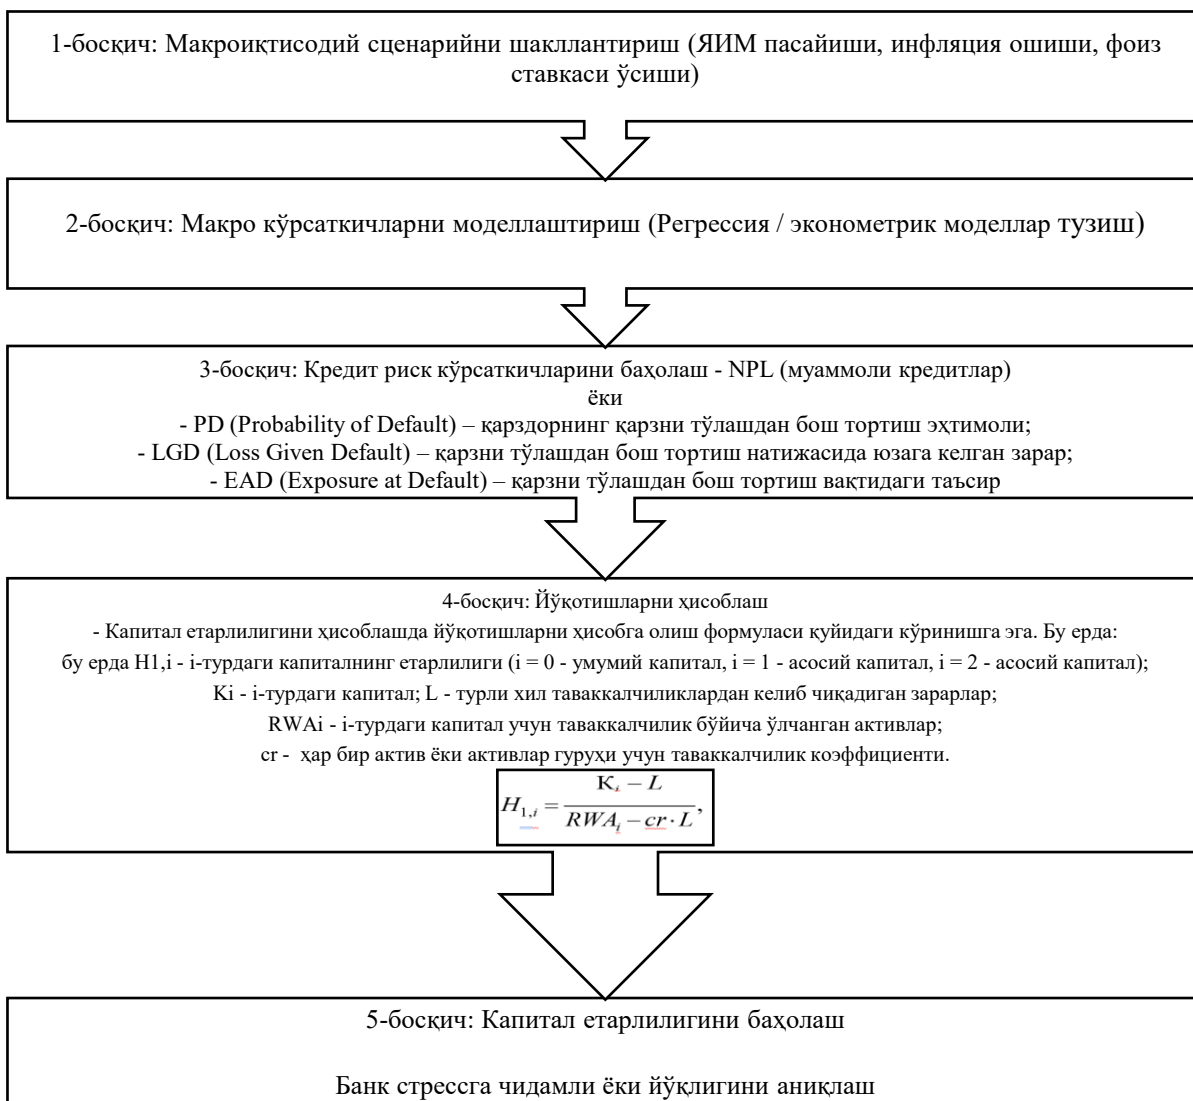 1-босқич: Макроиқтисодий сценарийни шакллантириш (ЯИМ пасайиши, инфляция ошиши, фоиз
ставкаси ўсиши)
2-босқич: Макро кўрсаткичларни моделлаштириш (Регрессия / эконометрик моделлар тузиш)
3-босқич: Кредит риск кўрсаткичларини баҳолаш - NPL (муаммоли кредитлар)
ёки
- PD (Probability of Default) – қарздорнинг қарзни тўлашдан бош тортиш эҳтимоли;
- LGD (Loss Given Default) – қарзни тўлашдан бош тортиш натижасида юзага келган зарар;
- EAD (Exposure at Default) – қарзни тўлашдан бош тортиш вақтидаги таъсир
4-босқич: Йўқотишларни ҳисоблаш
- Капитал етарлилигини ҳисоблашда йўқотишларни ҳисобга олиш формуласи қуйидаги кўринишга эга. Бу ерда:
бу ерда H1,i - i-турдаги капиталнинг етарлилиги (i = 0 - умумий капитал, i = 1 - асосий капитал, i = 2 - асосий капитал);
Ki - i-турдаги капитал; L - турли хил таваккалчиликлардан келиб чиқадиган зарарлар;
RWAi - i-турдаги капитал учун таваккалчилик бўйича ўлчанган активлар;
cr - ҳар бир актив ёки активлар гуруҳи учун таваккалчилик коэффициенти.
H₁,ᵢ = (Kᵢ − L) / (RWAᵢ − cr · L),
5-босқич: Капитал етарлилигини баҳолаш
Банк стрессга чидамли ёки йўқлигини аниқлаш